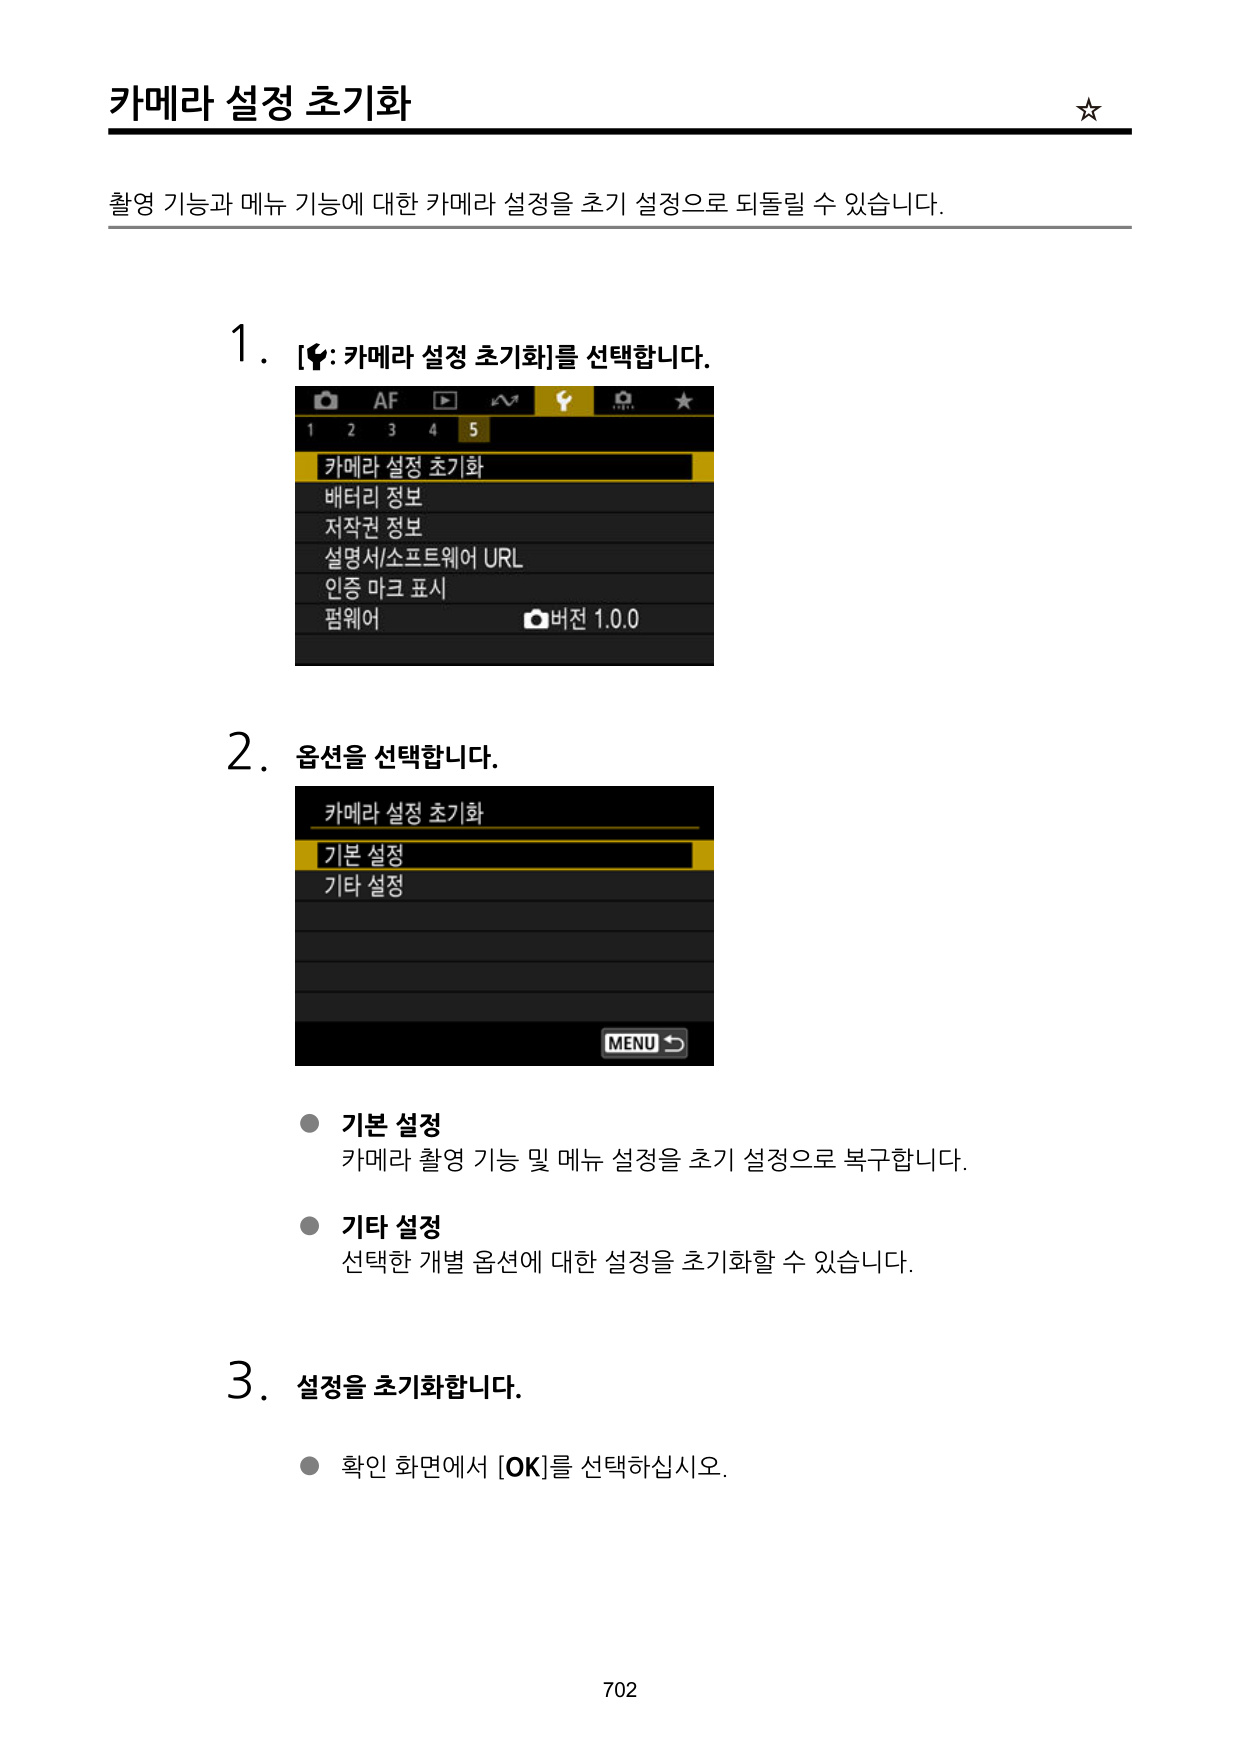 카메라 설정 초기화 ☆
촬영 기능과 메뉴 기능에 대한 카메라 설정을 초기 설정으로 되돌릴 수 있습니다.
1. [: 카메라 설정 초기화]를 선택합니다.
AF
1 2 3 4 5
카메라 설정 초기화
배터리 정보
저작권 정보
설명서/소프트웨어 URL
인증 마크 표시
펌웨어 버전 1.0.0
2. 옵션을 선택합니다.
카메라 설정 초기화
기본 설정
기타 설정
MENU
● 기본 설정
카메라 촬영 기능 및 메뉴 설정을 초기 설정으로 복구합니다.
● 기타 설정
선택한 개별 옵션에 대한 설정을 초기화할 수 있습니다.
3. 설정을 초기화합니다.
● 확인 화면에서 [OK]를 선택하십시오.
702